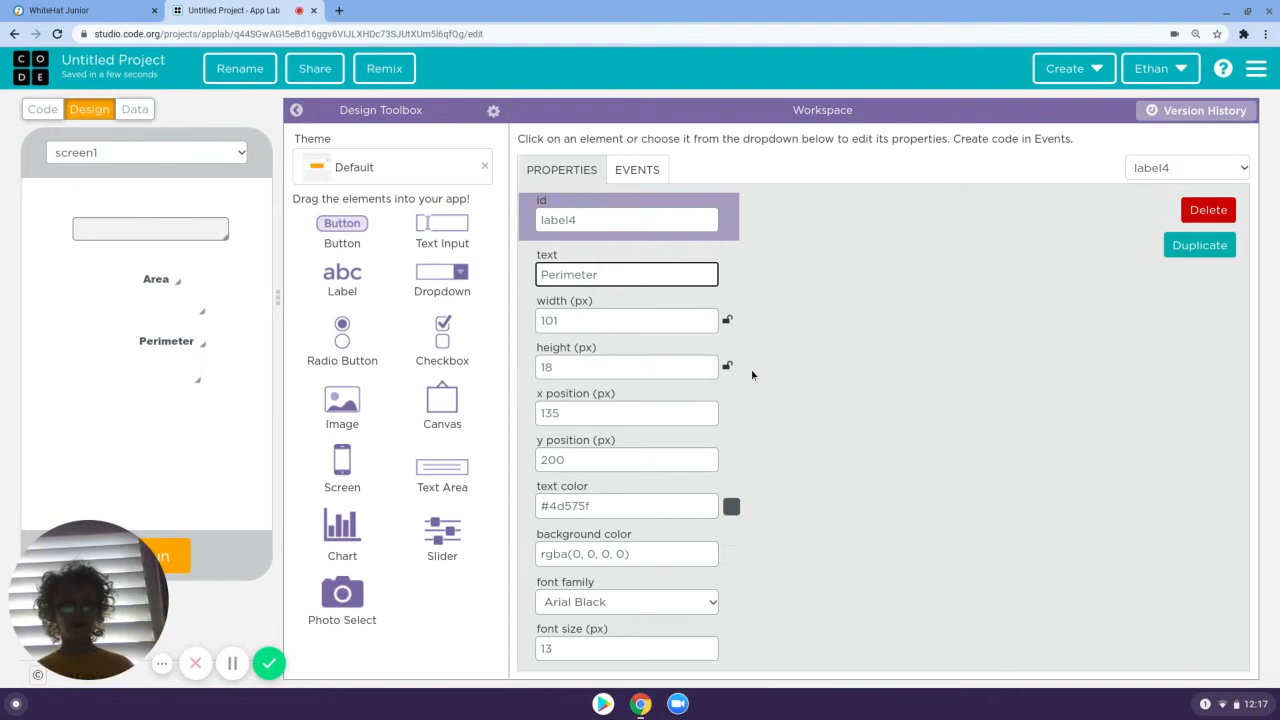 WhiteHat Junior
Untitled Project - App Lab
studio.code.org/projects/applab/q44SGwAGI5eBd16ggv6VIJLXHDc73SJUtXUm5l6qfQg/edit
C O
D E
Untitled Project
Saved in a few seconds
Rename
Share
Remix
Create
Ethan
?
Code
Design
Data
Design Toolbox
Workspace
Version History
screen1
Area
Perimeter
un
Theme
Default
Drag the elements into your app!
Button
Button
Text Input
abc
Label
Dropdown
Radio Button
Checkbox
Image
Canvas
Screen
Text Area
Chart
Slider
Photo Select
Click on an element or choose it from the dropdown below to edit its properties. Create code in Events.
PROPERTIES
EVENTS
label4
Delete
Duplicate
id
label4
text
Perimeter
width (px)
101
height (px)
18
x position (px)
135
y position (px)
200
text color
#4d575f
background color
rgba(0, 0, 0, 0)
font family
Arial Black
font size (px)
13
©
1
12:17